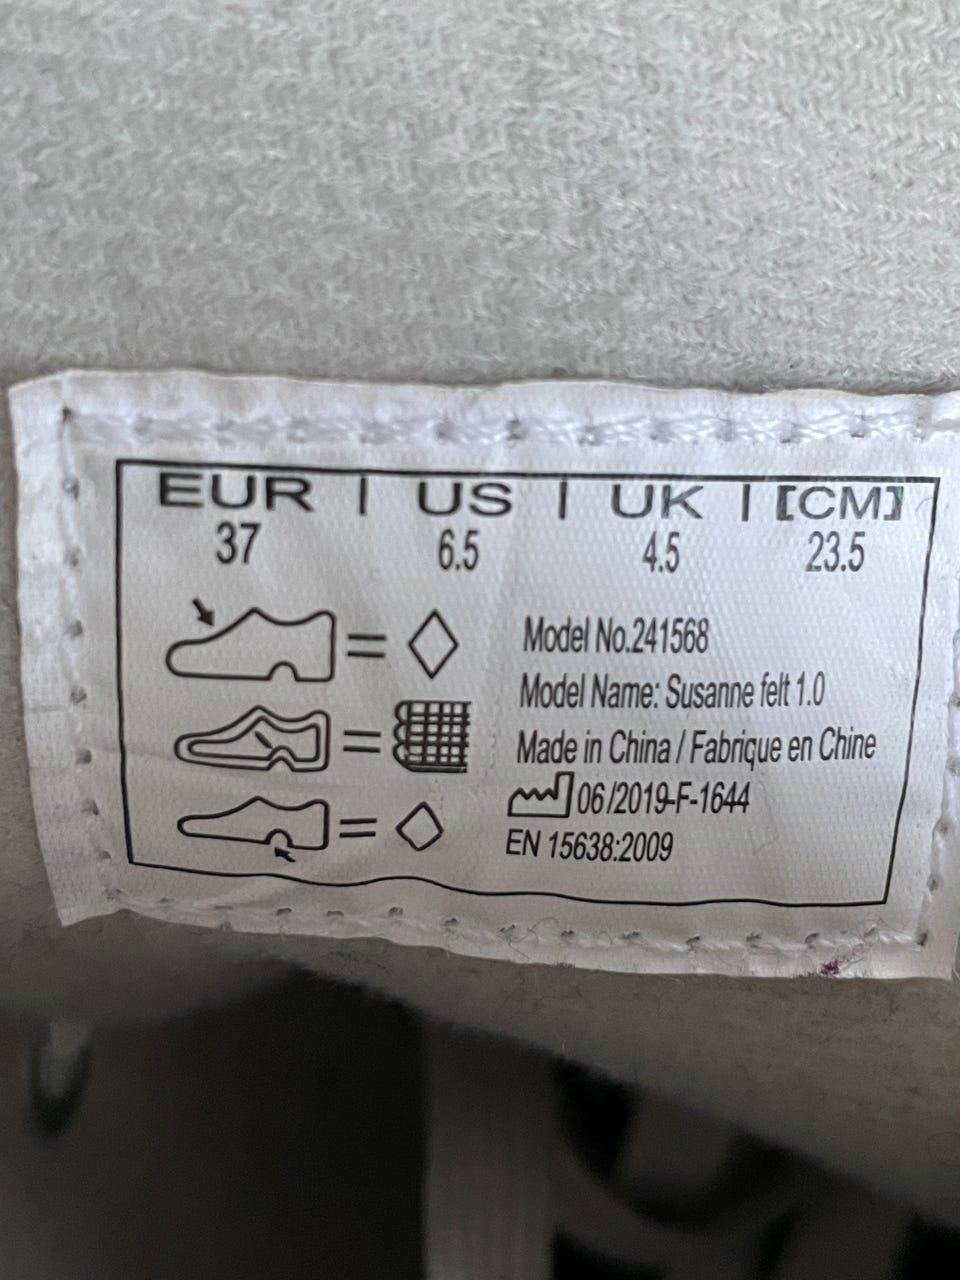 EUR | US | UK | [CM]
37 6.5 4.5 23.5
Model No.241568
Model Name: Susanne felt 1.0
Made in China / Fabrique en Chine
06/2019-F-1644
EN 15638:2009